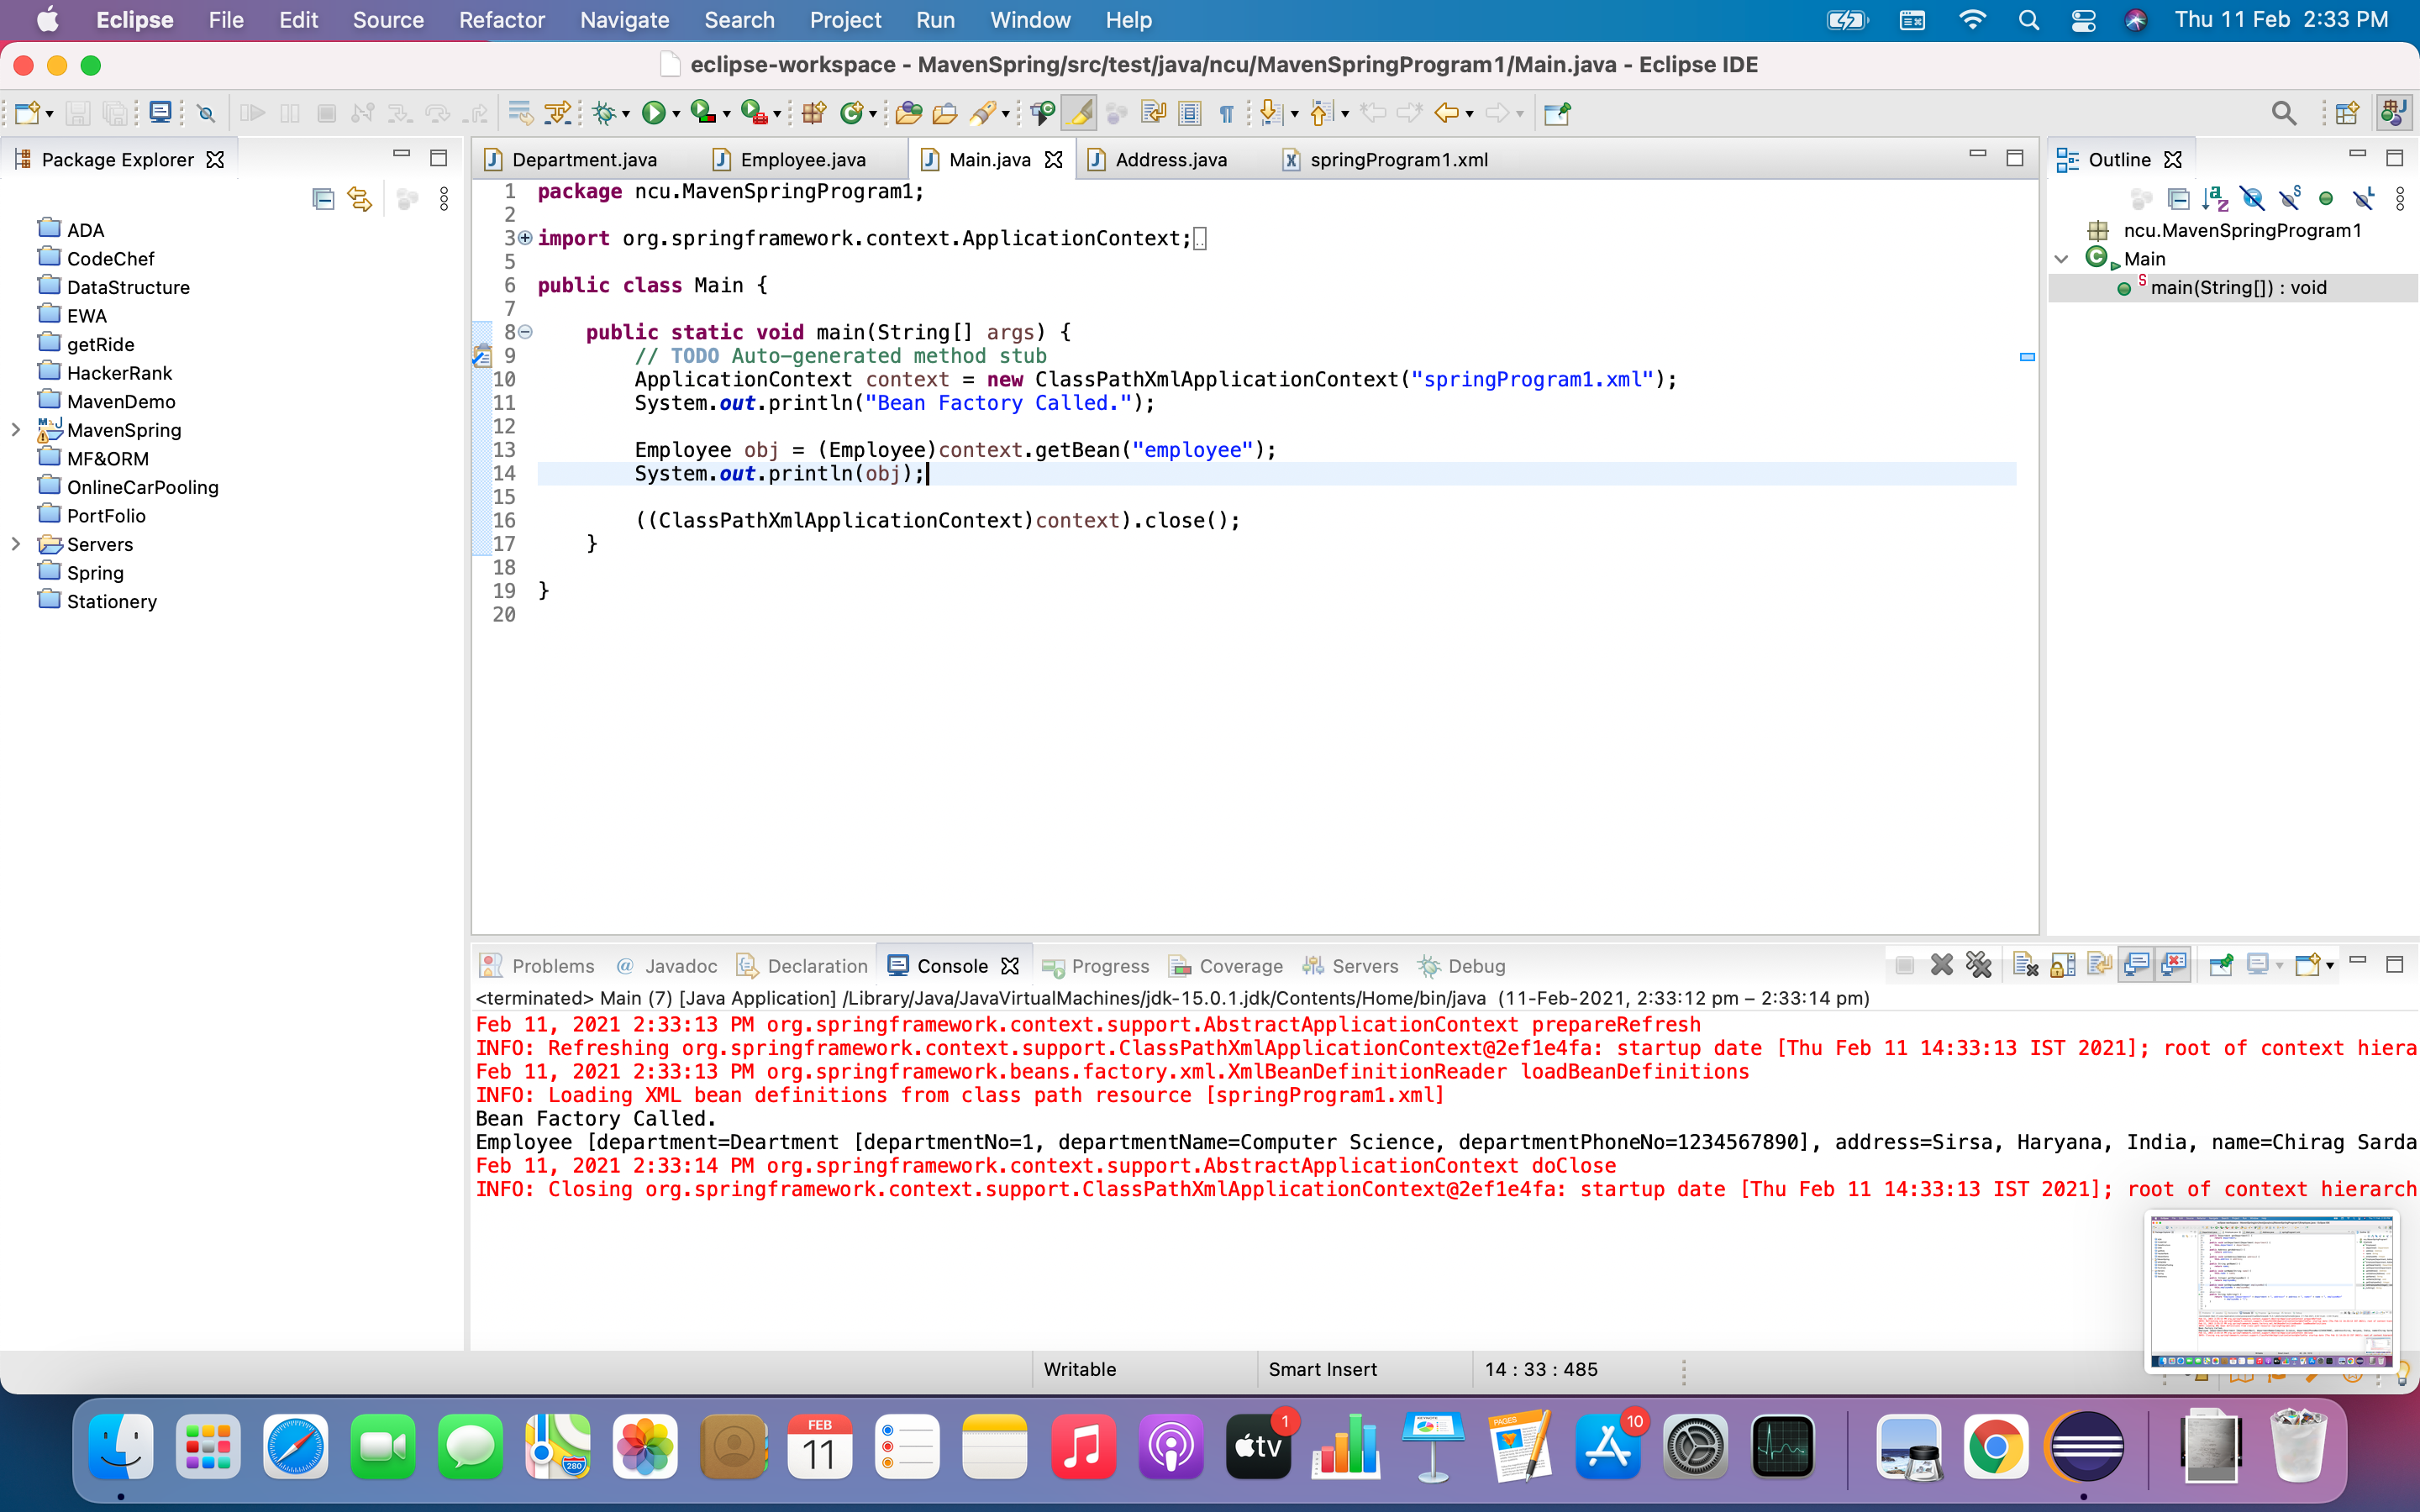 Eclipse File Edit Source Refactor Navigate Search Project Run Window Help Thu 11 Feb 2:33 PM
eclipse-workspace - MavenSpring/src/test/java/ncu/MavenSpringProgram1/Main.java - Eclipse IDE
Package Explorer
ADA
CodeChef
DataStructure
EWA
getRide
HackerRank
MavenDemo
MavenSpring
MF&ORM
OnlineCarPooling
PortFolio
Servers
Spring
Stationery
Department.java Employee.java Main.java Address.java springProgram1.xml
1 package ncu.MavenSpringProgram1;
2
3 import org.springframework.context.ApplicationContext;
5
6 public class Main {
7
8 public static void main(String[] args) {
9 // TODO Auto-generated method stub
10 ApplicationContext context = new ClassPathXmlApplicationContext("springProgram1.xml");
11 System.out.println("Bean Factory Called.");
12
13 Employee obj = (Employee)context.getBean("employee");
14 System.out.println(obj);
15
16 ((ClassPathXmlApplicationContext)context).close();
17 }
18
19 }
20
Outline
ncu.MavenSpringProgram1
Main
main(String[]) : void
Problems Javadoc Declaration Console Progress Coverage Servers Debug
<terminated> Main (7) [Java Application] /Library/Java/JavaVirtualMachines/jdk-15.0.1.jdk/Contents/Home/bin/java (11-Feb-2021, 2:33:12 pm – 2:33:14 pm)
Feb 11, 2021 2:33:13 PM org.springframework.context.support.AbstractApplicationContext prepareRefresh
INFO: Refreshing org.springframework.context.support.ClassPathXmlApplicationContext@2ef1e4fa: startup date [Thu Feb 11 14:33:13 IST 2021]; root of context hiera
Feb 11, 2021 2:33:13 PM org.springframework.beans.factory.xml.XmlBeanDefinitionReader loadBeanDefinitions
INFO: Loading XML bean definitions from class path resource [springProgram1.xml]
Bean Factory Called.
Employee [department=Deartment [departmentNo=1, departmentName=Computer Science, departmentPhoneNo=1234567890], address=Sirsa, Haryana, India, name=Chirag Sarda
Feb 11, 2021 2:33:14 PM org.springframework.context.support.AbstractApplicationContext doClose
INFO: Closing org.springframework.context.support.ClassPathXmlApplicationContext@2ef1e4fa: startup date [Thu Feb 11 14:33:13 IST 2021]; root of context hierarch
Writable Smart Insert 14 : 33 : 485
FEB
11
280
tv
1
PAGES
10